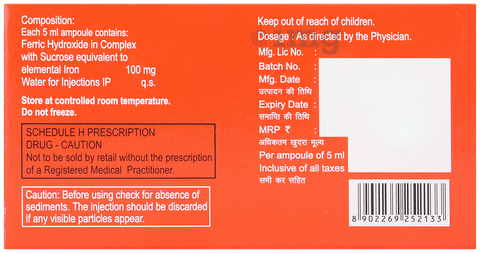 Composition:
Each 5 ml ampoule contains:
Ferric Hydroxide in Complex
with Sucrose equivalent to
elemental Iron 100 mg
Water for Injections IP q.s.
Store at controlled room temperature.
Do not freeze.
SCHEDULE H PRESCRIPTION
DRUG - CAUTION
Not to be sold by retail without the prescription
of a Registered Medical Practitioner.
Caution: Before using check for absence of
sediments. The injection should be discarded
if any visible particles appear.
Keep out of reach of children.
Dosage : As directed by the Physician.
Mfg. Lic No. :
Batch No. :
Mfg. Date :
उत्पादन की तिथि
Expiry Date :
समाप्ति की तिथि
MRP ₹ :
अधिकतम खुदरा मूल्य
Per ampoule of 5 ml
Inclusive of all taxes
सभी कर सहित
8902269252133